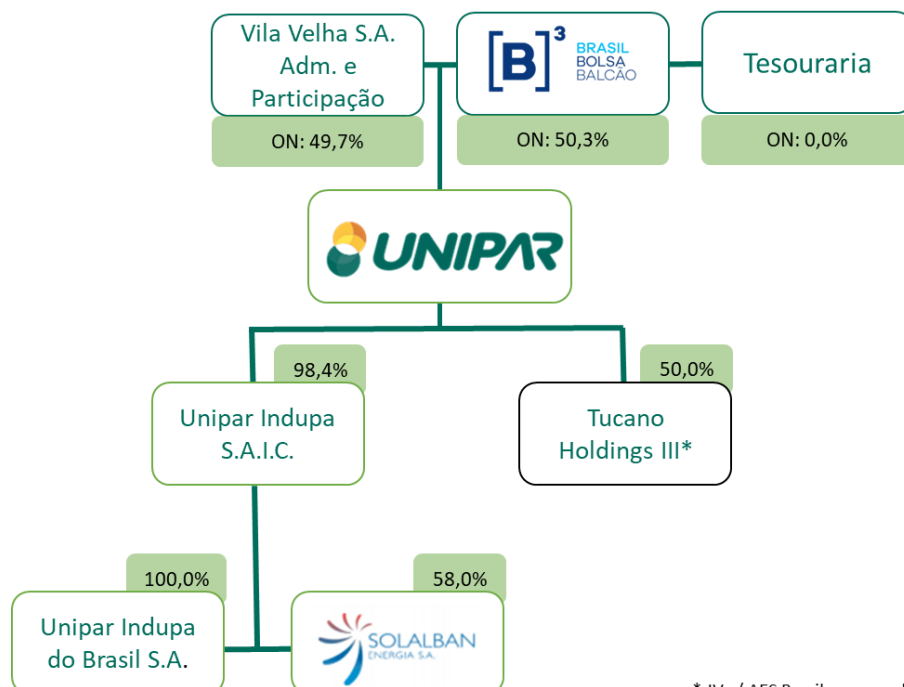 Vila Velha S.A.
Adm. e
Participação
[B]³ BRASIL
BOLSA
BALCÃO
Tesouraria
ON: 49,7%
ON: 50,3%
ON: 0,0%
UNIPAR
98,4%
50,0%
Unipar Indupa
S.A.I.C.
Tucano
Holdings III*
100,0%
58,0%
Unipar Indupa
do Brasil S.A.
SOLALBAN
ENERGIA S.A.